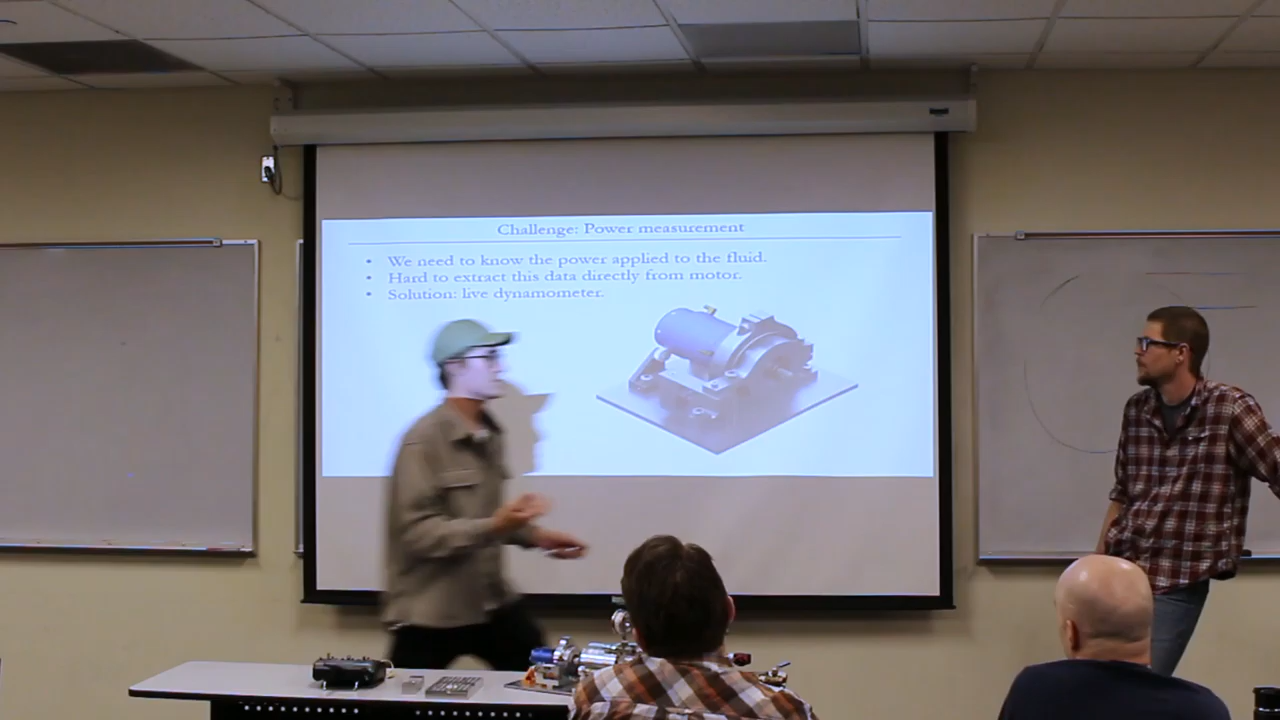 Challenge: Power measurement
• We need to know the power applied to the fluid.
• Hard to extract this data directly from motor.
• Solution: live dynamometer.